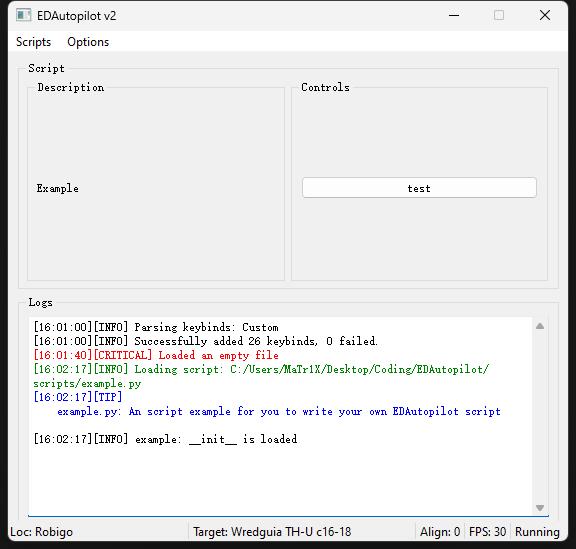 EDAutopilot v2
Scripts Options
Script
Description
Controls
Example
test
Logs
[16:01:00][INFO] Parsing keybinds: Custom
[16:01:00][INFO] Successfully added 26 keybinds, 0 failed.
[16:01:40][CRITICAL] Loaded an empty file
[16:02:17][INFO] Loading script: C:/Users/MaTr1X/Desktop/Coding/EDAutopilot/
scripts/example.py
[16:02:17][TIP]
example.py: An script example for you to write your own EDAutopilot script
[16:02:17][INFO] example: __init__ is loaded
Loc: Robigo Target: Wredguia TH-U c16-18 Align: 0 FPS: 30 Running